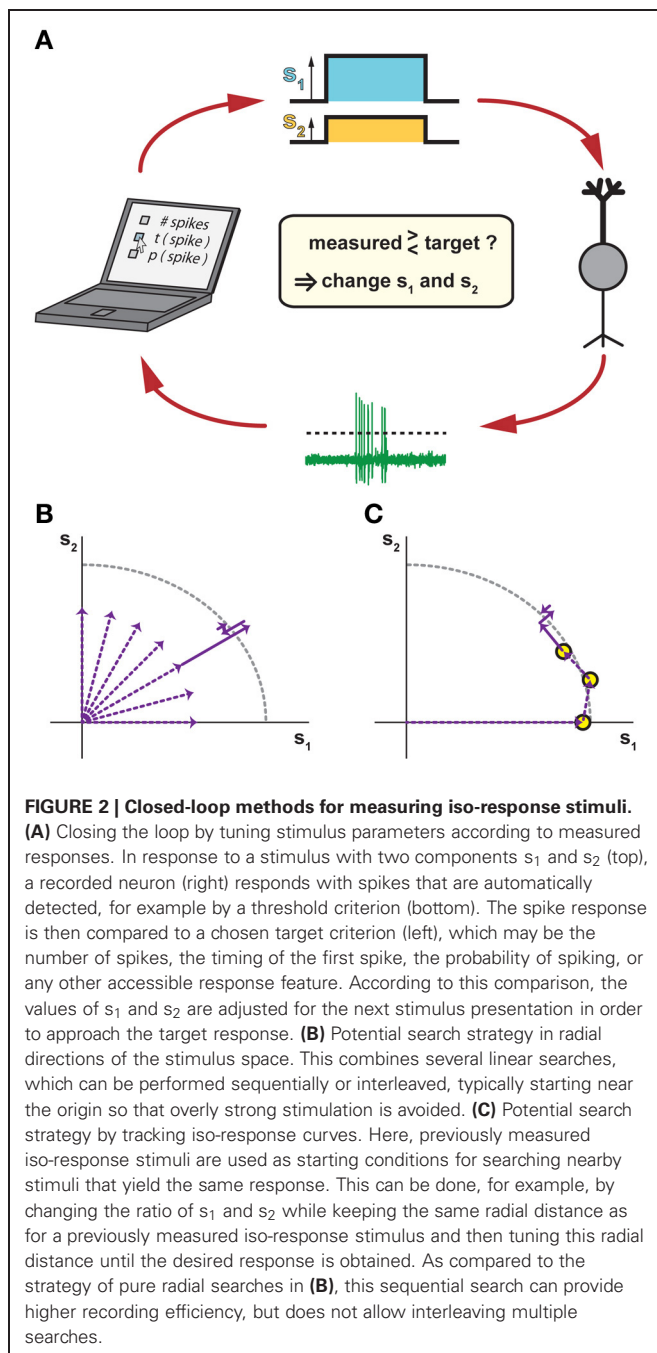 A
S1
S2
# spikes
t ( spike )
p ( spike )
measured >< target ?
⇒ change s1 and s2
B
C
s2
s1
s2
s1
FIGURE 2 | Closed-loop methods for measuring iso-response stimuli.
(A) Closing the loop by tuning stimulus parameters according to measured
responses. In response to a stimulus with two components s1 and s2 (top),
a recorded neuron (right) responds with spikes that are automatically
detected, for example by a threshold criterion (bottom). The spike response
is then compared to a chosen target criterion (left), which may be the
number of spikes, the timing of the first spike, the probability of spiking, or
any other accessible response feature. According to this comparison, the
values of s1 and s2 are adjusted for the next stimulus presentation in order
to approach the target response. (B) Potential search strategy in radial
directions of the stimulus space. This combines several linear searches,
which can be performed sequentially or interleaved, typically starting near
the origin so that overly strong stimulation is avoided. (C) Potential search
strategy by tracking iso-response curves. Here, previously measured
iso-response stimuli are used as starting conditions for searching nearby
stimuli that yield the same response. This can be done, for example, by
changing the ratio of s1 and s2 while keeping the same radial distance as
for a previously measured iso-response stimulus and then tuning this radial
distance until the desired response is obtained. As compared to the
strategy of pure radial searches in (B), this sequential search can provide
higher recording efficiency, but does not allow interleaving multiple
searches.